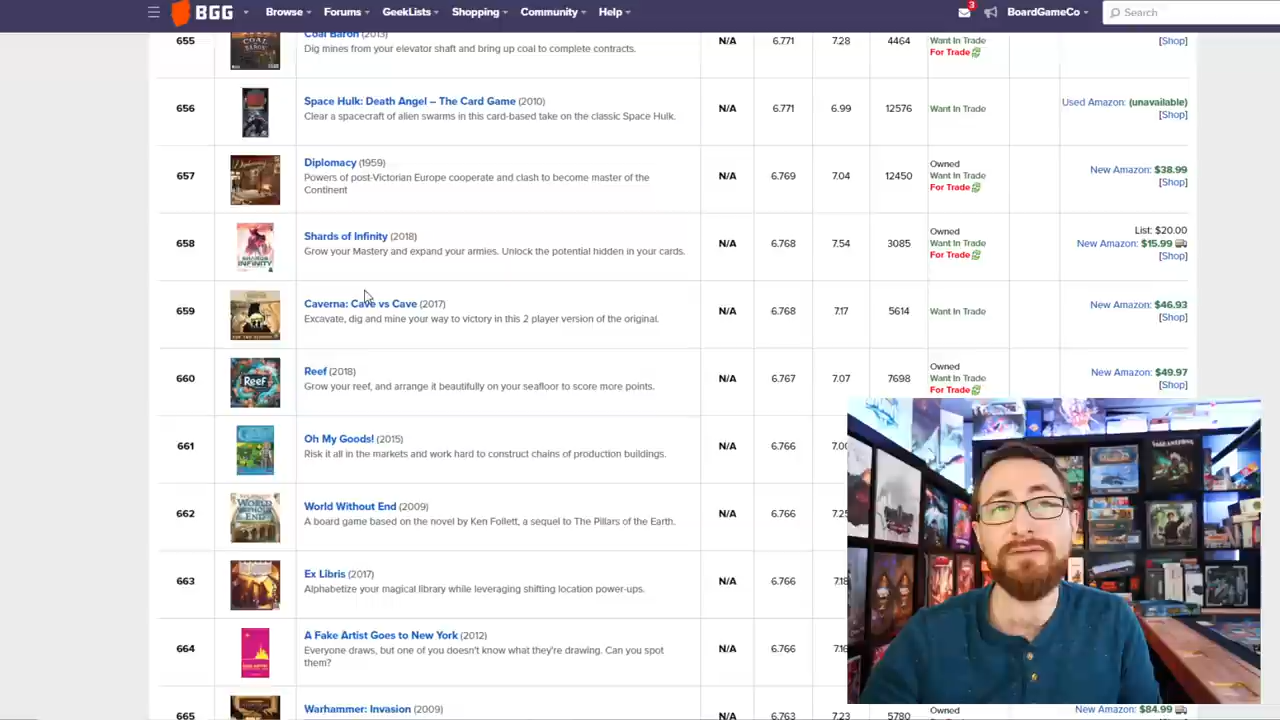 BGG Browse Forums GeekLists Shopping Community Help 3 BoardGameCo Search
655 Coal Baron (2013) N/A 6.771 7.28 4464 Want In Trade [Shop]
Dig mines from your elevator shaft and bring up coal to complete contracts. For Trade
COAL BARON
656 Space Hulk: Death Angel – The Card Game (2010) N/A 6.771 6.99 12576 Want In Trade Used Amazon: (unavailable)
Clear a spacecraft of alien swarms in this card-based take on the classic Space Hulk. [Shop]
657 Diplomacy (1959) N/A 6.769 7.04 12450 Owned New Amazon: $38.99
Powers of post-Victorian Europe cooperate and clash to become master of the Want In Trade [Shop]
Continent For Trade
658 Shards of Infinity (2018) N/A 6.768 7.54 3085 Owned List: $20.00
Grow your Mastery and expand your armies. Unlock the potential hidden in your cards. Want In Trade New Amazon: $15.99
For Trade [Shop]
659 Caverna: Cave vs Cave (2017) N/A 6.768 7.17 5614 Want In Trade New Amazon: $46.93
Excavate, dig and mine your way to victory in this 2 player version of the original. [Shop]
660 Reef (2018) N/A 6.767 7.07 7698 Owned New Amazon: $49.97
Grow your reef, and arrange it beautifully on your seafloor to score more points. Want In Trade [Shop]
Reef For Trade
661 Oh My Goods! (2015) N/A 6.766
Risk it all in the markets and work hard to construct chains of production buildings.
662 World Without End (2009) N/A 6.766
A board game based on the novel by Ken Follett, a sequel to The Pillars of the Earth.
WORLD WITHOUT END
663 Ex Libris (2017) N/A 6.766
Alphabetize your magical library while leveraging shifting location power-ups.
664 A Fake Artist Goes to New York (2012) N/A 6.766
Everyone draws, but one of you doesn't know what they're drawing. Can you spot
them?
665 Warhammer: Invasion (2009) N/A 6.763 7.23 5780 Owned New Amazon: $84.99